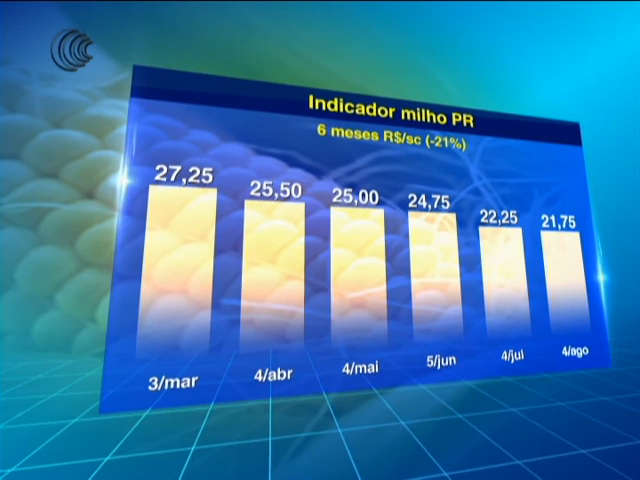 Indicador milho PR
6 meses R$/sc (-21%)
27,25 25,50 25,00 24,75 22,25 21,75
3/mar 4/abr 4/mai 5/jun 4/jul 4/ago